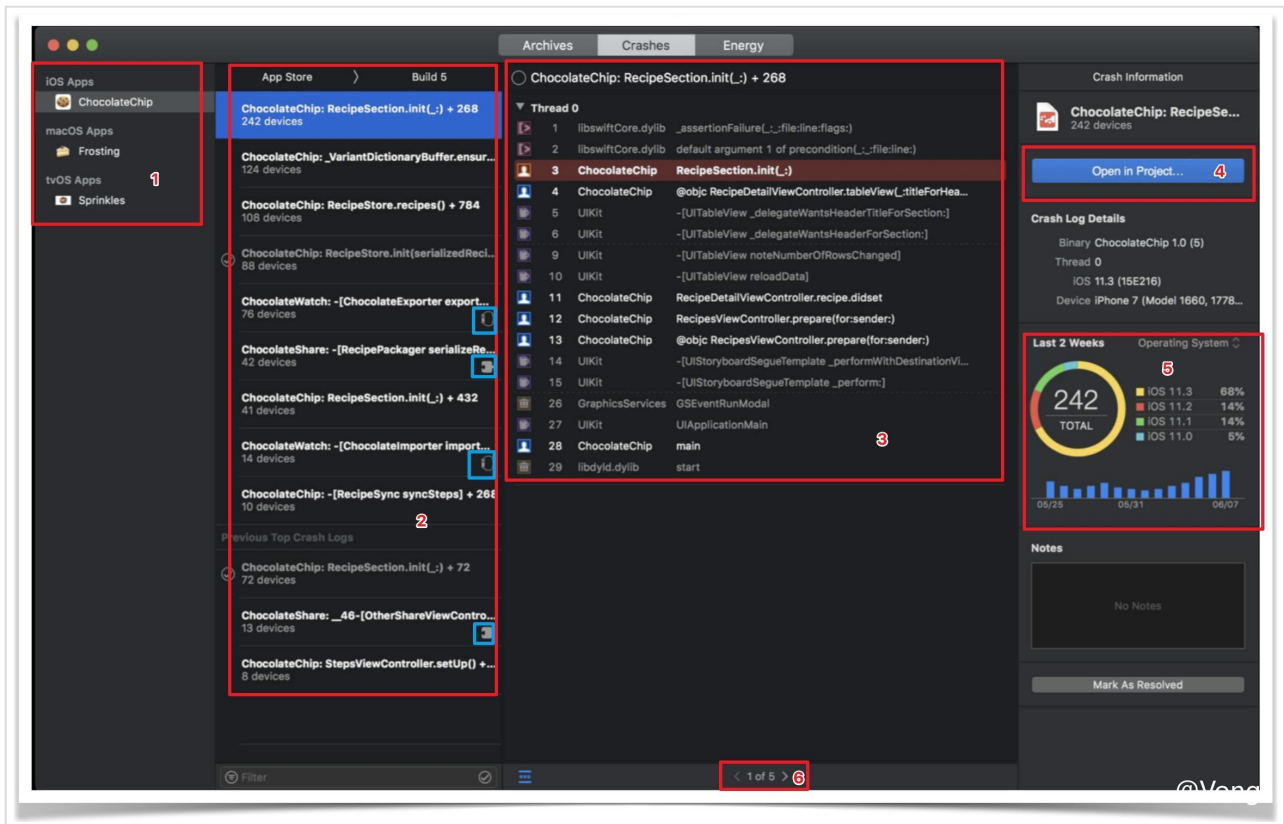 Archives Crashes Energy
iOS Apps
ChocolateChip
macOS Apps
Frosting
tvOS Apps
Sprinkles
1
App Store 〉 Build 5
ChocolateChip: RecipeSection.init(_:) + 268
242 devices
ChocolateChip: _VariantDictionaryBuffer.ensur...
124 devices
ChocolateChip: RecipeStore.recipes() + 784
108 devices
ChocolateChip: RecipeStore.init(serializedReci...
88 devices
ChocolateWatch: -[ChocolateExporter export...
76 devices
ChocolateShare: -[RecipePackager serializeRe...
42 devices
ChocolateChip: RecipeSection.init(_:) + 432
41 devices
ChocolateWatch: -[ChocolateImporter import...
14 devices
ChocolateChip: -[RecipeSync syncSteps] + 268
10 devices
2
Previous Top Crash Logs
ChocolateChip: RecipeSection.init(_:) + 72
72 devices
ChocolateShare: __46-[OtherShareViewContro...
13 devices
ChocolateChip: StepsViewController.setUp() +...
8 devices
Filter
ChocolateChip: RecipeSection.init(_:) + 268
Thread 0
1 libswiftCore.dylib _assertionFailure(_:_:file:line:flags:)
2 libswiftCore.dylib default argument 1 of precondition(_:_:file:line:)
3 ChocolateChip RecipeSection.init(_:)
4 ChocolateChip @objc RecipeDetailViewController.tableView(_:titleForHea...
5 UIKit -[UITableView _delegateWantsHeaderTitleForSection:]
6 UIKit -[UITableView _delegateWantsHeaderForSection:]
9 UIKit -[UITableView noteNumberOfRowsChanged]
10 UIKit -[UITableView reloadData]
11 ChocolateChip RecipeDetailViewController.recipe.didset
12 ChocolateChip RecipesViewController.prepare(for:sender:)
13 ChocolateChip @objc RecipesViewController.prepare(for:sender:)
14 UIKit -[UIStoryboardSegueTemplate _performWithDestinationVi...
15 UIKit -[UIStoryboardSegueTemplate _perform:]
26 GraphicsServices GSEventRunModal
27 UIKit UIApplicationMain
28 ChocolateChip main
29 libdyld.dylib start
3
1 of 5
6
Crash Information
ChocolateChip: RecipeSe...
242 devices
Open in Project... 4
Crash Log Details
Binary ChocolateChip 1.0 (5)
Thread 0
iOS 11.3 (15E216)
Device iPhone 7 (Model 1660, 1778...
Last 2 Weeks Operating System
5
242
TOTAL
iOS 11.3 68%
iOS 11.2 14%
iOS 11.1 14%
iOS 11.0 5%
05/25 05/31 06/07
Notes
No Notes
Mark As Resolved